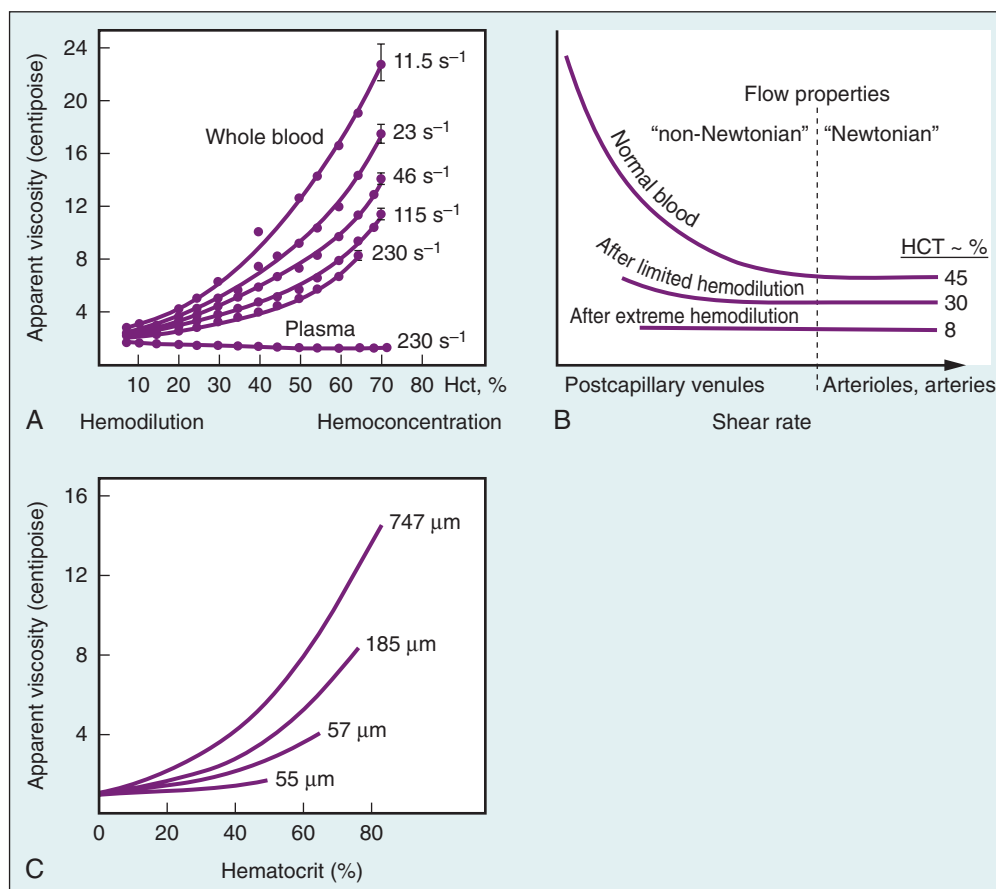 24
20
16
12
8
4
Apparent viscosity (centipoise)
Whole blood
Plasma
11.5 s⁻¹
23 s⁻¹
46 s⁻¹
115 s⁻¹
230 s⁻¹
230 s⁻¹
10 20 30 40 50 60 70 80 Hct, %
A Hemodilution Hemoconcentration
Flow properties
“non-Newtonian” “Newtonian”
Normal blood
After limited hemodilution
After extreme hemodilution
HCT ~ %
45
30
8
Postcapillary venules Arterioles, arteries
B Shear rate
16
12
8
4
Apparent viscosity (centipoise)
747 μm
185 μm
57 μm
55 μm
0 20 40 60 80
C Hematocrit (%)